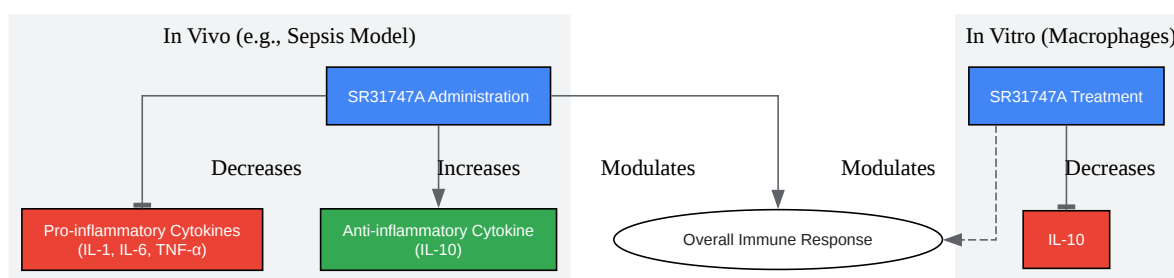 In Vivo (e.g., Sepsis Model)
In Vitro (Macrophages)
SR31747A Administration
SR31747A Treatment
Decreases
Increases
Modulates
Modulates
Decreases
Pro-inflammatory Cytokines
(IL-1, IL-6, TNF-α)
Anti-inflammatory Cytokine
(IL-10)
Overall Immune Response
IL-10